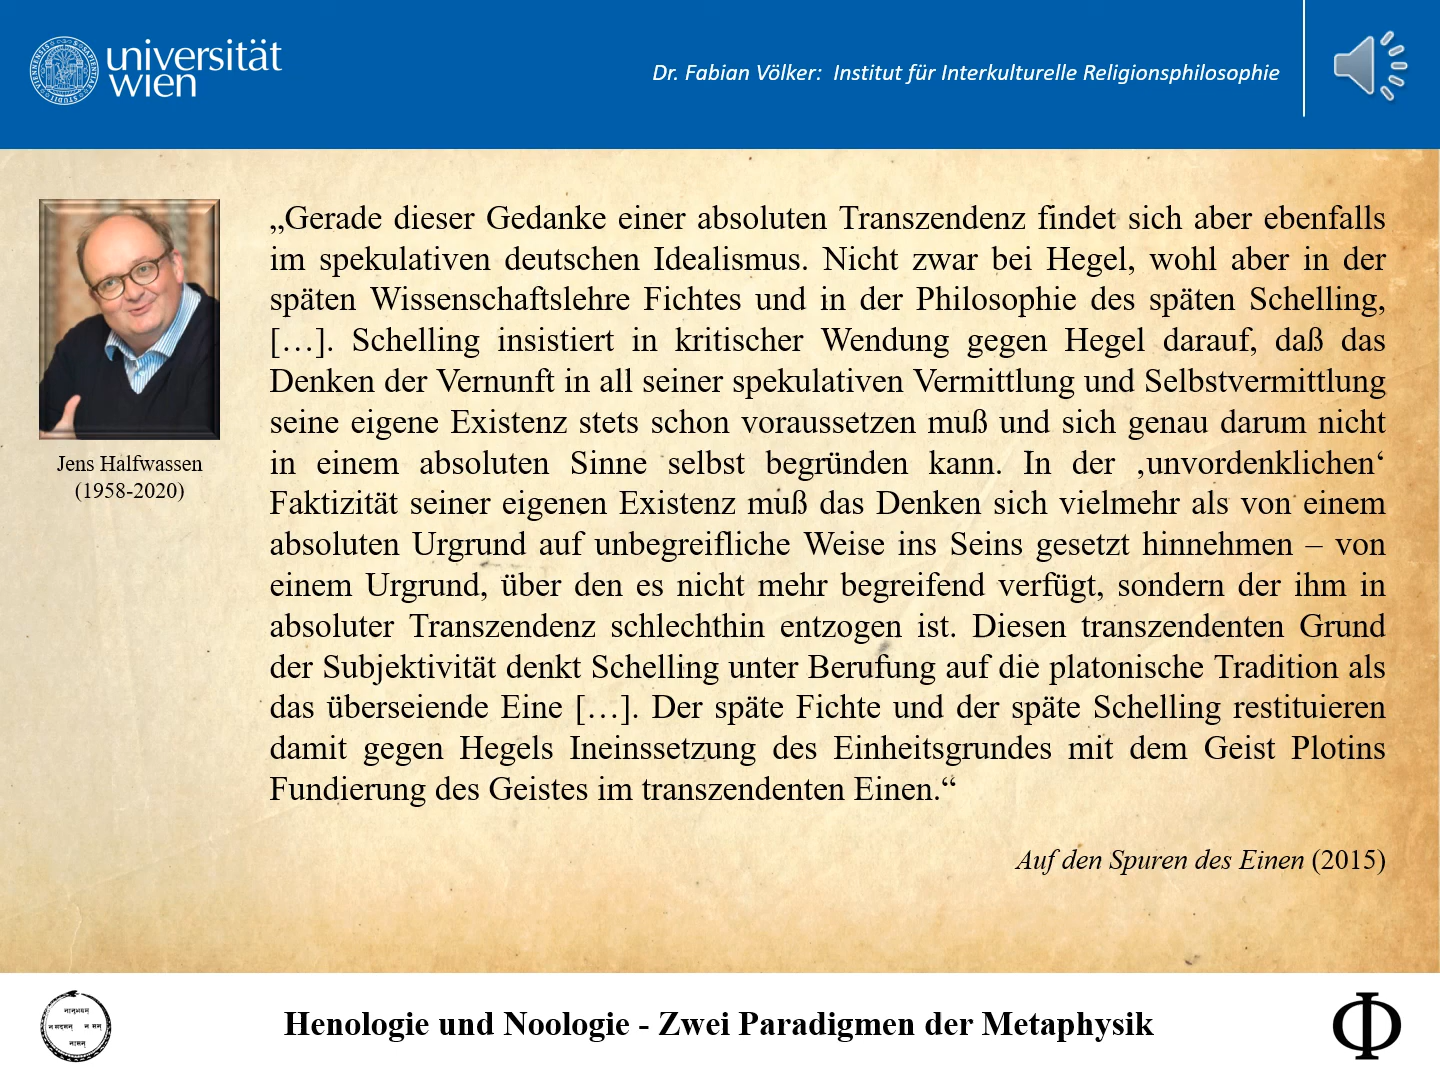 universität
wien
Dr. Fabian Völker: Institut für Interkulturelle Religionsphilosophie
„Gerade dieser Gedanke einer absoluten Transzendenz findet sich aber ebenfalls
im spekulativen deutschen Idealismus. Nicht zwar bei Hegel, wohl aber in der
späten Wissenschaftslehre Fichtes und in der Philosophie des späten Schelling,
[…]. Schelling insistiert in kritischer Wendung gegen Hegel darauf, daß das
Denken der Vernunft in all seiner spekulativen Vermittlung und Selbstvermittlung
seine eigene Existenz stets schon voraussetzen muß und sich genau darum nicht
in einem absoluten Sinne selbst begründen kann. In der ‚unvordenklichen‘
Faktizität seiner eigenen Existenz muß das Denken sich vielmehr als von einem
absoluten Urgrund auf unbegreifliche Weise ins Seins gesetzt hinnehmen – von
einem Urgrund, über den es nicht mehr begreifend verfügt, sondern der ihm in
absoluter Transzendenz schlechthin entzogen ist. Diesen transzendenten Grund
der Subjektivität denkt Schelling unter Berufung auf die platonische Tradition als
das überseiende Eine […]. Der späte Fichte und der späte Schelling restituieren
damit gegen Hegels Ineinssetzung des Einheitsgrundes mit dem Geist Plotins
Fundierung des Geistes im transzendenten Einen.“
Jens Halfwassen
(1958-2020)
Auf den Spuren des Einen (2015)
Henologie und Noologie - Zwei Paradigmen der Metaphysik
Φ